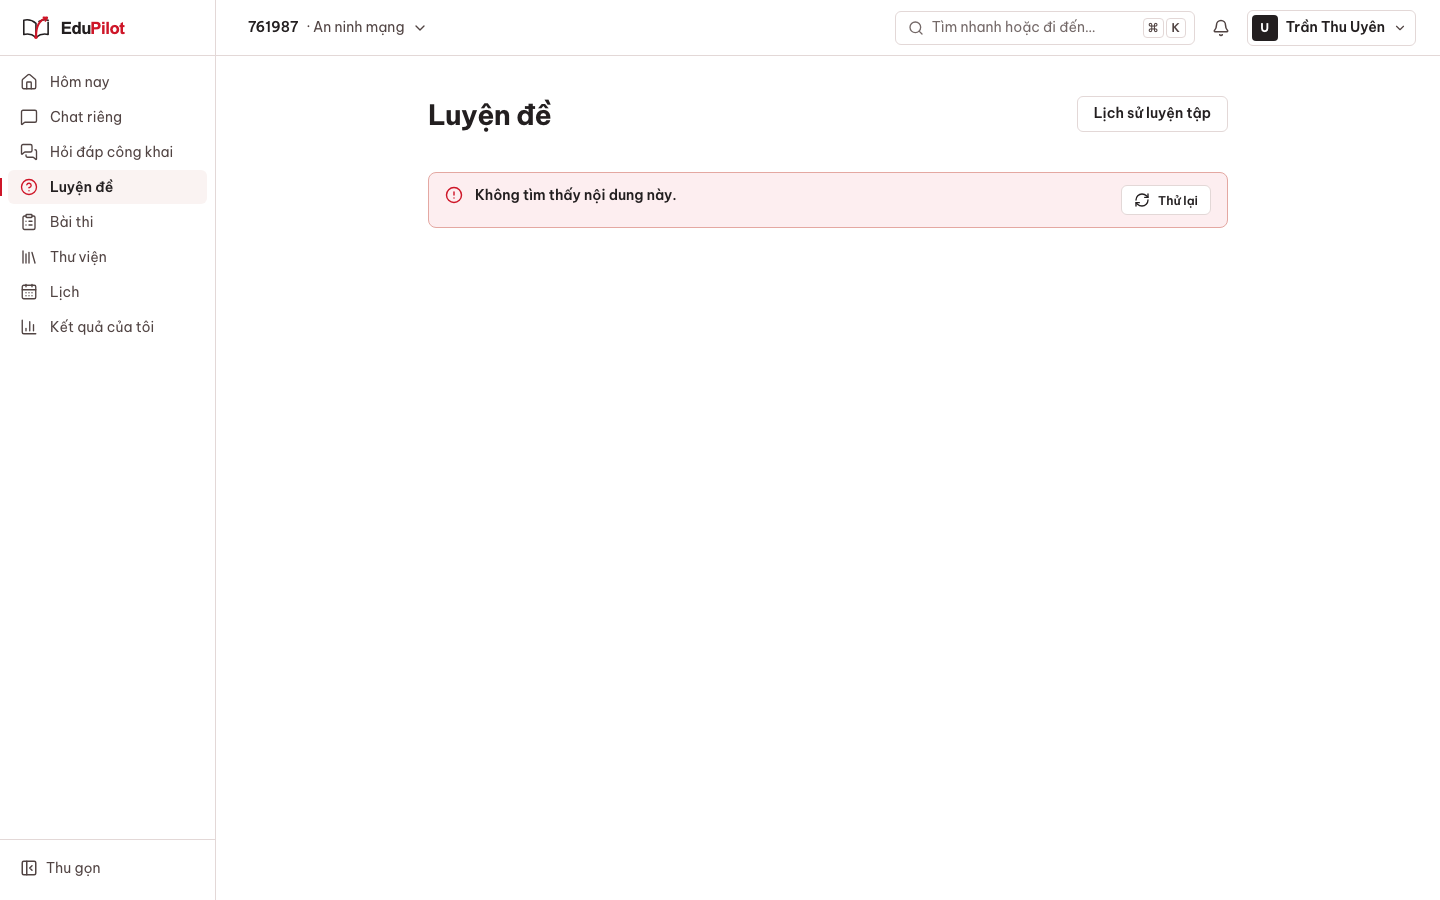 EduPilot
761987 · An ninh mạng
Tìm nhanh hoặc đi đến...
⌘ K
U
Trần Thu Uyên
Hôm nay
Chat riêng
Hỏi đáp công khai
Luyện đề
Bài thi
Thư viện
Lịch
Kết quả của tôi
Thu gọn
Luyện đề
Lịch sử luyện tập
Không tìm thấy nội dung này.
Thử lại